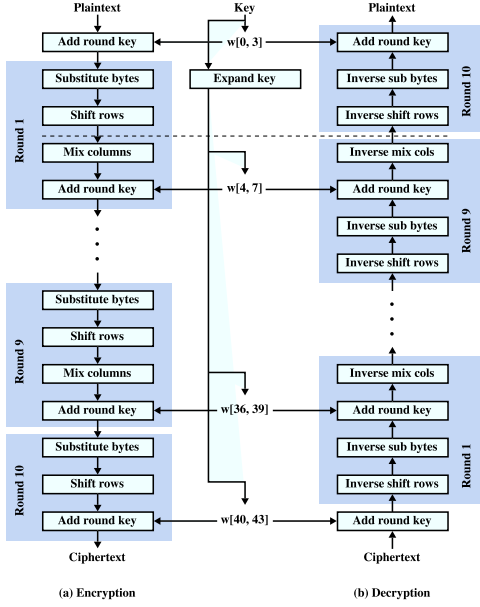 Plaintext
Add round key
Round 1
Substitute bytes
Shift rows
Mix columns
Add round key
Round 9
Substitute bytes
Shift rows
Mix columns
Add round key
Round 10
Substitute bytes
Shift rows
Add round key
Ciphertext
(a) Encryption
Key
w[0, 3]
Expand key
w[4, 7]
w[36, 39]
w[40, 43]
Plaintext
Add round key
Inverse sub bytes
Inverse shift rows
Round 10
Inverse mix cols
Add round key
Inverse sub bytes
Inverse shift rows
Round 9
Inverse mix cols
Add round key
Inverse sub bytes
Inverse shift rows
Round 1
Add round key
Ciphertext
(b) Decryption